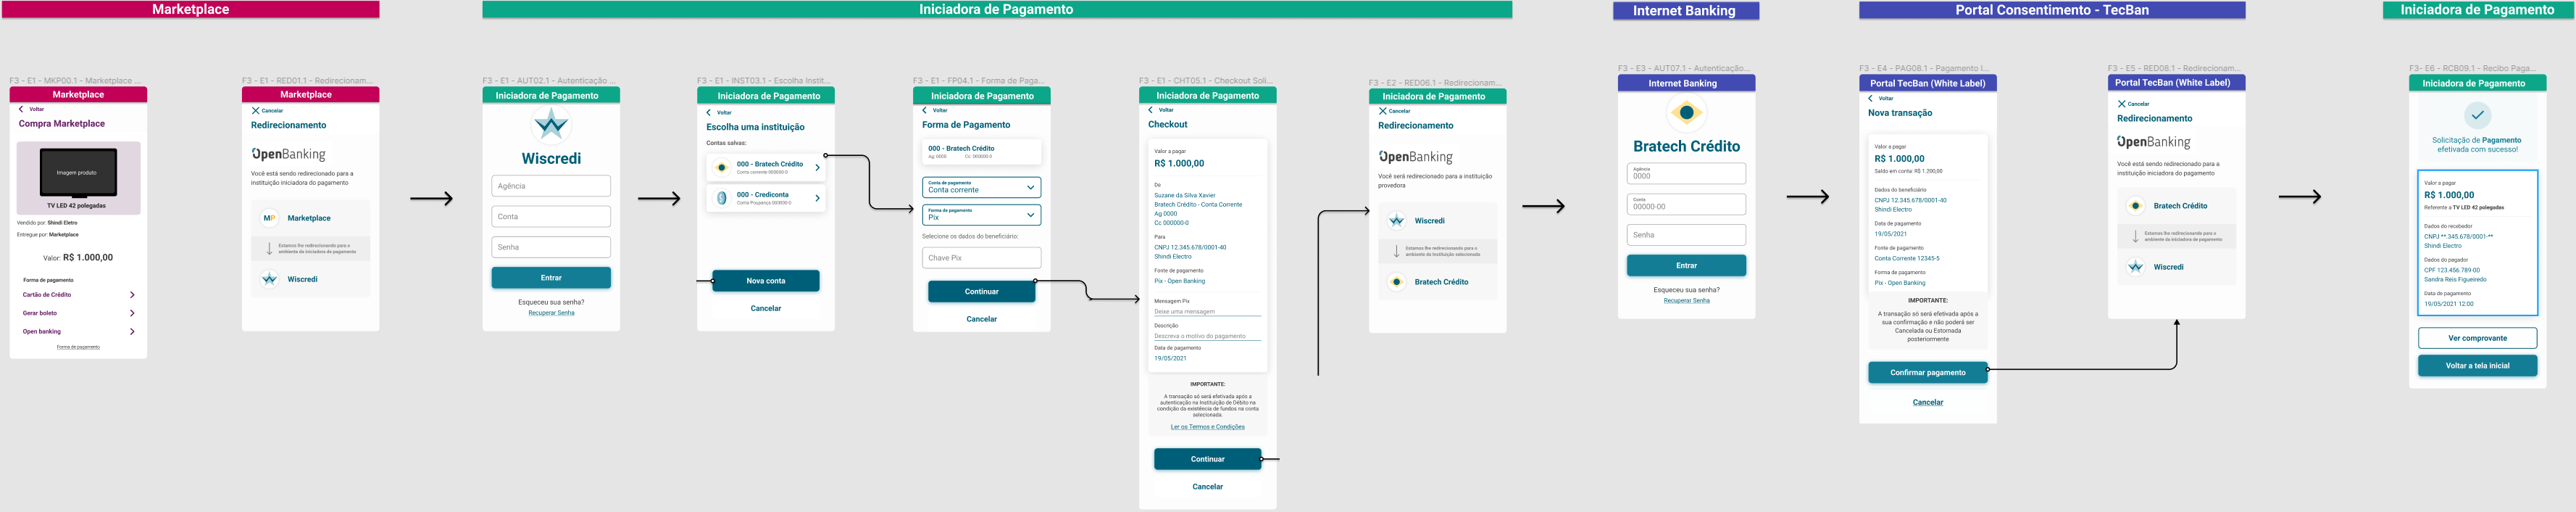 Marketplace
Iniciadora de Pagamento
Internet Banking
Portal Consentimento - TecBan
Iniciadora de Pagamento
F3 - E1 - MKP00.1 - Marketplace ...
Marketplace
Voltar
Compra Marketplace
Imagem produto
TV LED 42 polegadas
Vendido por: Shindi Eletro
Entregue por: Marketplace
Valor: R$ 1.000,00
Forma de pagamento
Cartão de Crédito
Gerar boleto
Open banking
Forma de pagamento
F3 - E1 - RED01.1 - Redirecionam...
Marketplace
Cancelar
Redirecionamento
OpenBanking
Você está sendo redirecionado para a
instituição iniciadora do pagamento
MP Marketplace
Estamos lhe redirecionando para o
ambiente da iniciadora de pagamento
Wiscredi
F3 - E1 - AUT02.1 - Autenticação ...
Iniciadora de Pagamento
Wiscredi
Agência
Conta
Senha
Entrar
Esqueceu sua senha?
Recuperar Senha
F3 - E1 - INST03.1 - Escolha Instit...
Iniciadora de Pagamento
Voltar
Escolha uma instituição
Contas salvas:
000 - Bratech Crédito
Conta corrente 000000-0
000 - Crediconta
Conta Poupança 000000-0
Nova conta
Cancelar
F3 - E1 - FP04.1 - Forma de Paga...
Iniciadora de Pagamento
Voltar
Forma de Pagamento
000 - Bratech Crédito
Ag: 0000 Cc: 000000-0
Conta de pagamento
Conta corrente
Forma de pagamento
Pix
Selecione os dados do beneficiário:
Chave Pix
Continuar
Cancelar
F3 - E1 - CHT05.1 - Checkout Soli...
Iniciadora de Pagamento
Voltar
Checkout
Valor a pagar
R$ 1.000,00
De
Suzane da Silva Xavier
Bratech Crédito - Conta Corrente
Ag 0000
Cc 000000-0
Para
CNPJ 12.345.678/0001-40
Shindi Electro
Fonte de pagamento
Pix - Open Banking
Mensagem Pix
Deixe uma mensagem
Descrição
Descreva o motivo do pagamento
Data de pagamento
19/05/2021
IMPORTANTE:
A transação só será efetivada após a
autenticação na Instituição de Débito na
condição da existência de fundos na conta
selecionada.
Ler os Termos e Condições
Continuar
Cancelar
F3 - E2 - RED06.1 - Redirecionam...
Iniciadora de Pagamento
Cancelar
Redirecionamento
OpenBanking
Você será redirecionado para a instituição
provedora
Wiscredi
Estamos lhe redirecionando para o
ambiente da Instituição selecionada
Bratech Crédito
F3 - E3 - AUT07.1 - Autenticação...
Internet Banking
Bratech Crédito
Agência
0000
Conta
00000-00
Senha
Entrar
Esqueceu sua senha?
Recuperar Senha
F3 - E4 - PAG08.1 - Pagamento I...
Portal TecBan (White Label)
Voltar
Nova transação
Valor a pagar
R$ 1.000,00
Saldo em conta: R$ 1.200,00
Dados do beneficiário
CNPJ 12.345.678/0001-40
Shindi Electro
Data de pagamento
19/05/2021
Fonte de pagamento
Conta Corrente 12345-5
Forma de pagamento
Pix - Open Banking
IMPORTANTE:
A transação só será efetivada após a
sua confirmação e não poderá ser
Cancelada ou Estornada
posteriormente
Confirmar pagamento
Cancelar
F3 - E5 - RED08.1 - Redirecionam...
Portal TecBan (White Label)
Cancelar
Redirecionamento
OpenBanking
Você está sendo redirecionado para a
instituição iniciadora do pagamento
Bratech Crédito
Estamos lhe redirecionando para o
ambiente da iniciadora de pagamento
Wiscredi
F3- E6 - RCB09.1 - Recibo Paga...
Iniciadora de Pagamento
Solicitação de Pagamento
efetivada com sucesso!
Valor a pagar
R$ 1.000,00
Referente a TV LED 42 polegadas
Dados do recebedor
CNPJ **.345.678/0001-**
Shindi Electro
Dados do pagador
CPF 123.456.789-00
Sandra Reis Figueiredo
Data de pagamento
19/05/2021 12:00
Ver comprovante
Voltar a tela inicial